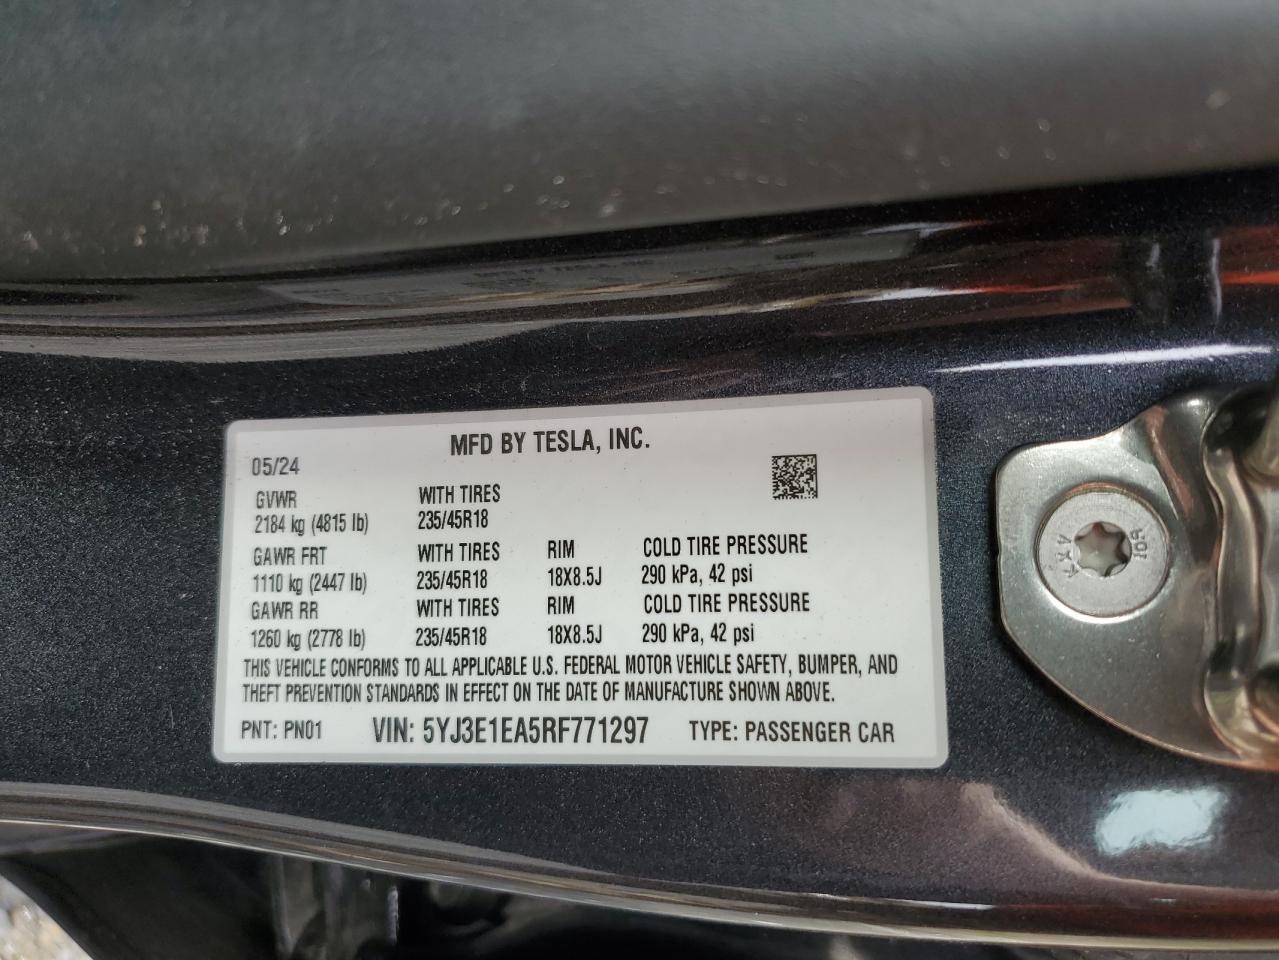 MFD BY TESLA, INC.
05/24
GVWR WITH TIRES
2184 kg (4815 lb) 235/45R18
GAWR FRT WITH TIRES RIM COLD TIRE PRESSURE
1110 kg (2447 lb) 235/45R18 18X8.5J 290 kPa, 42 psi
GAWR RR WITH TIRES RIM COLD TIRE PRESSURE
1260 kg (2778 lb) 235/45R18 18X8.5J 290 kPa, 42 psi
THIS VEHICLE CONFORMS TO ALL APPLICABLE U.S. FEDERAL MOTOR VEHICLE SAFETY, BUMPER, AND
THEFT PREVENTION STANDARDS IN EFFECT ON THE DATE OF MANUFACTURE SHOWN ABOVE.
PNT: PN01 VIN: 5YJ3E1EA5RF771297 TYPE: PASSENGER CAR